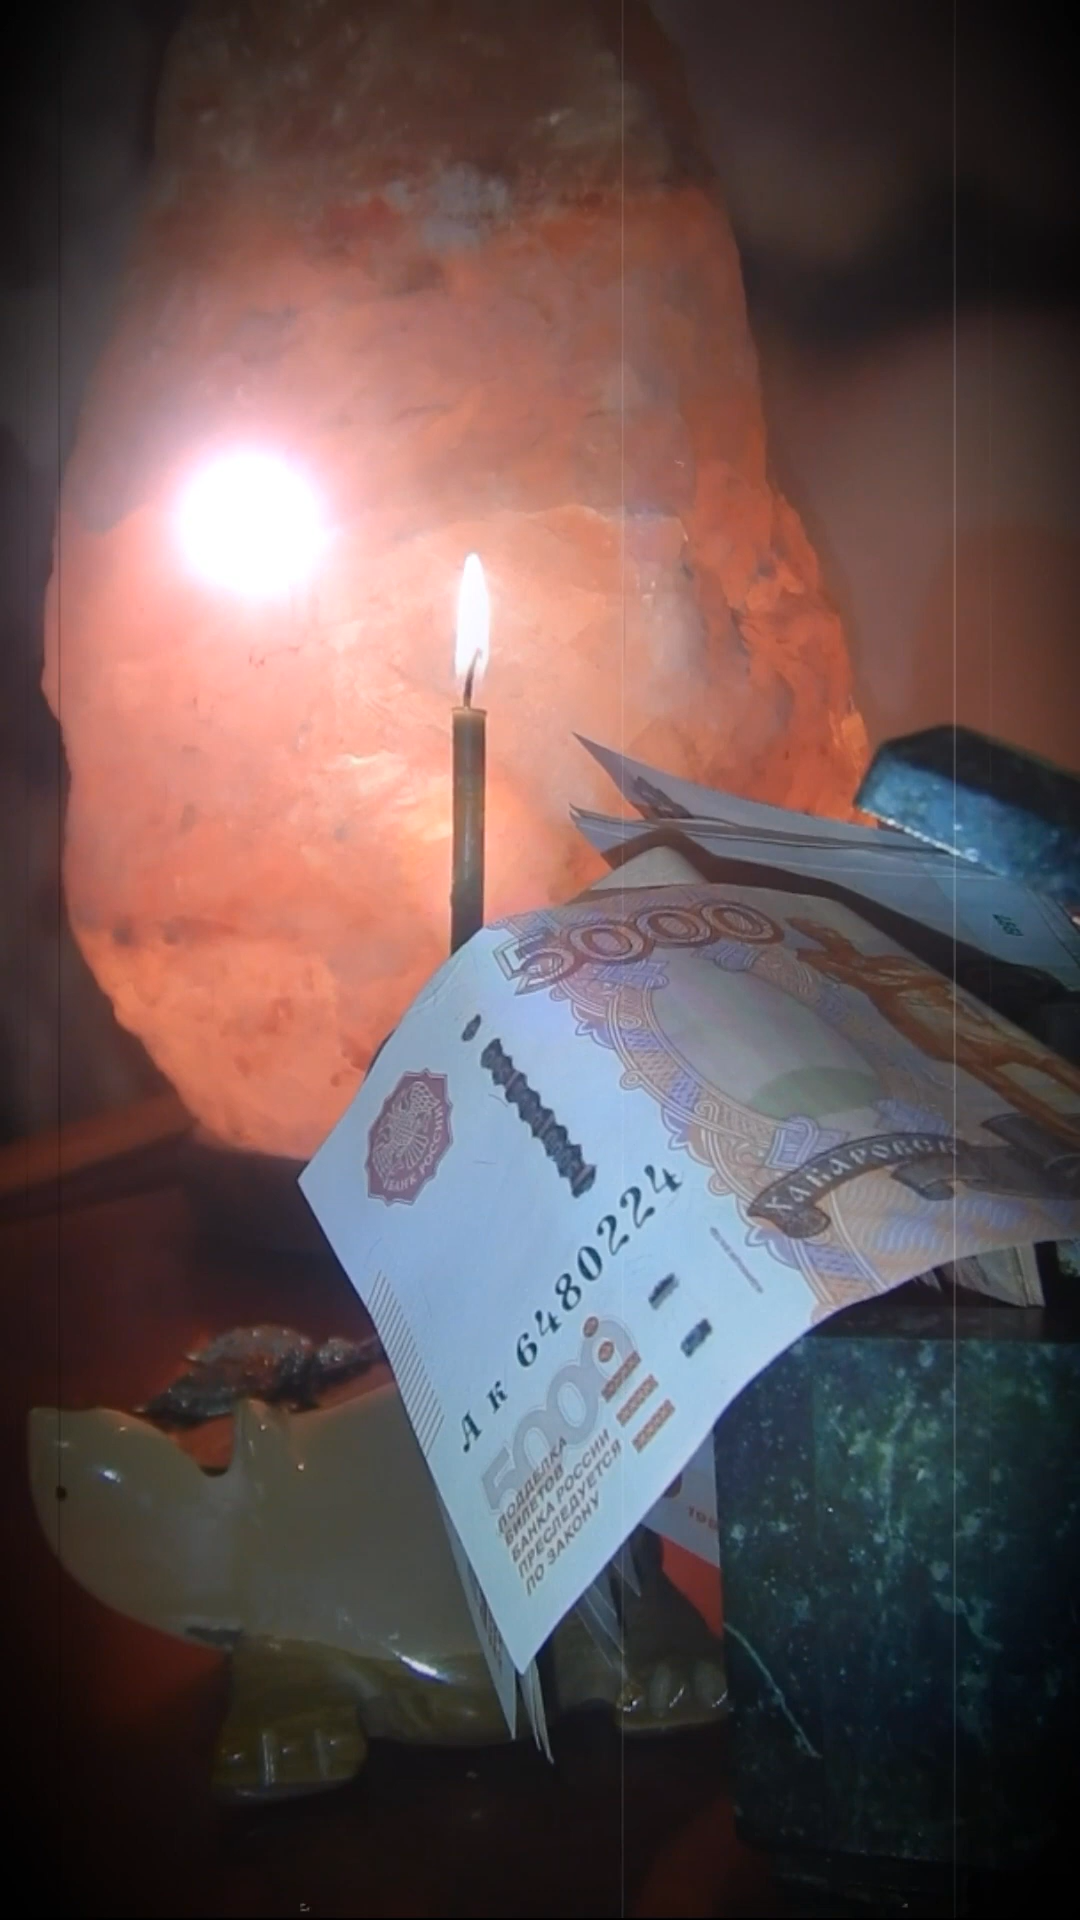 5000
БАНК РОССИИ
ХАБАРОВСК
Ак 6480224
5000
ПОДДЕЛКА
БИЛЕТОВ
БАНКА РОССИИ
ПРЕСЛЕДУЕТСЯ
ПО ЗАКОНУ